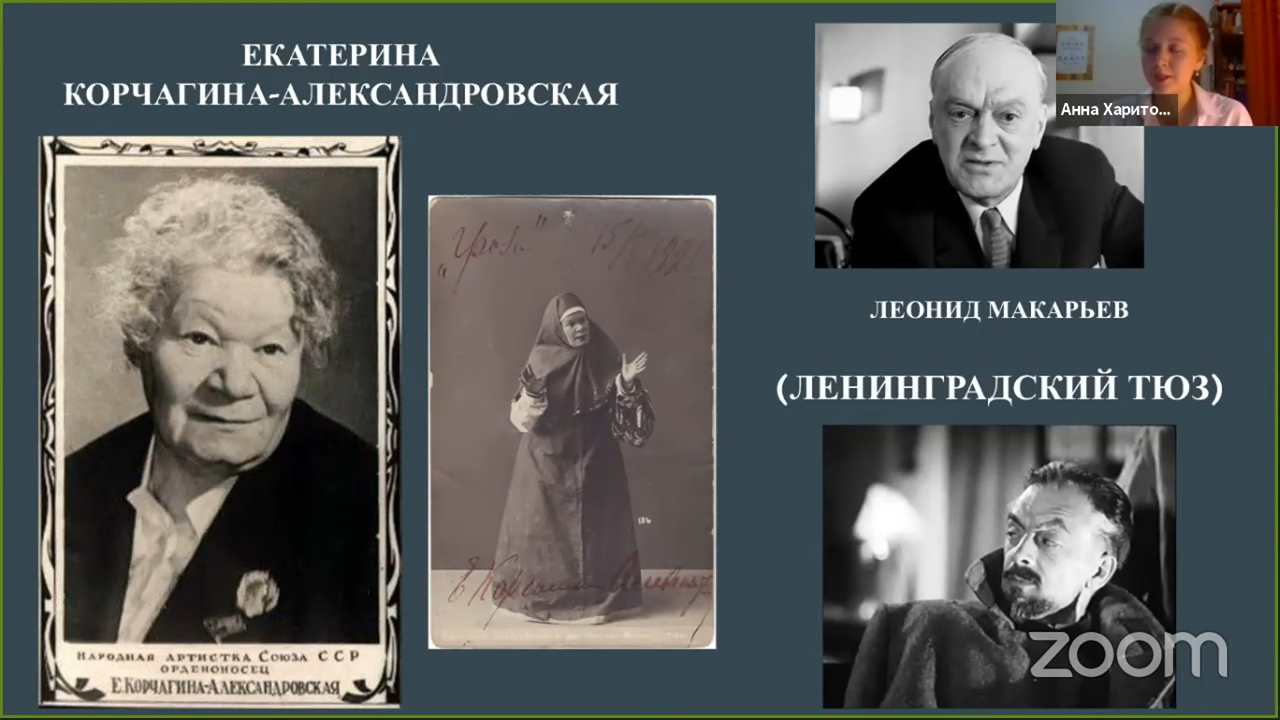 ЕКАТЕРИНА
КОРЧАГИНА-АЛЕКСАНДРОВСКАЯ
НАРОДНАЯ АРТИСТКА СОЮЗА ССР
ОРДЕНОНОСЕЦ
Е.КОРЧАГИНА-АЛЕКСАНДРОВСКАЯ
Анна Харито...
ЛЕОНИД МАКАРЬЕВ
(ЛЕНИНГРАДСКИЙ ТЮЗ)
zoom